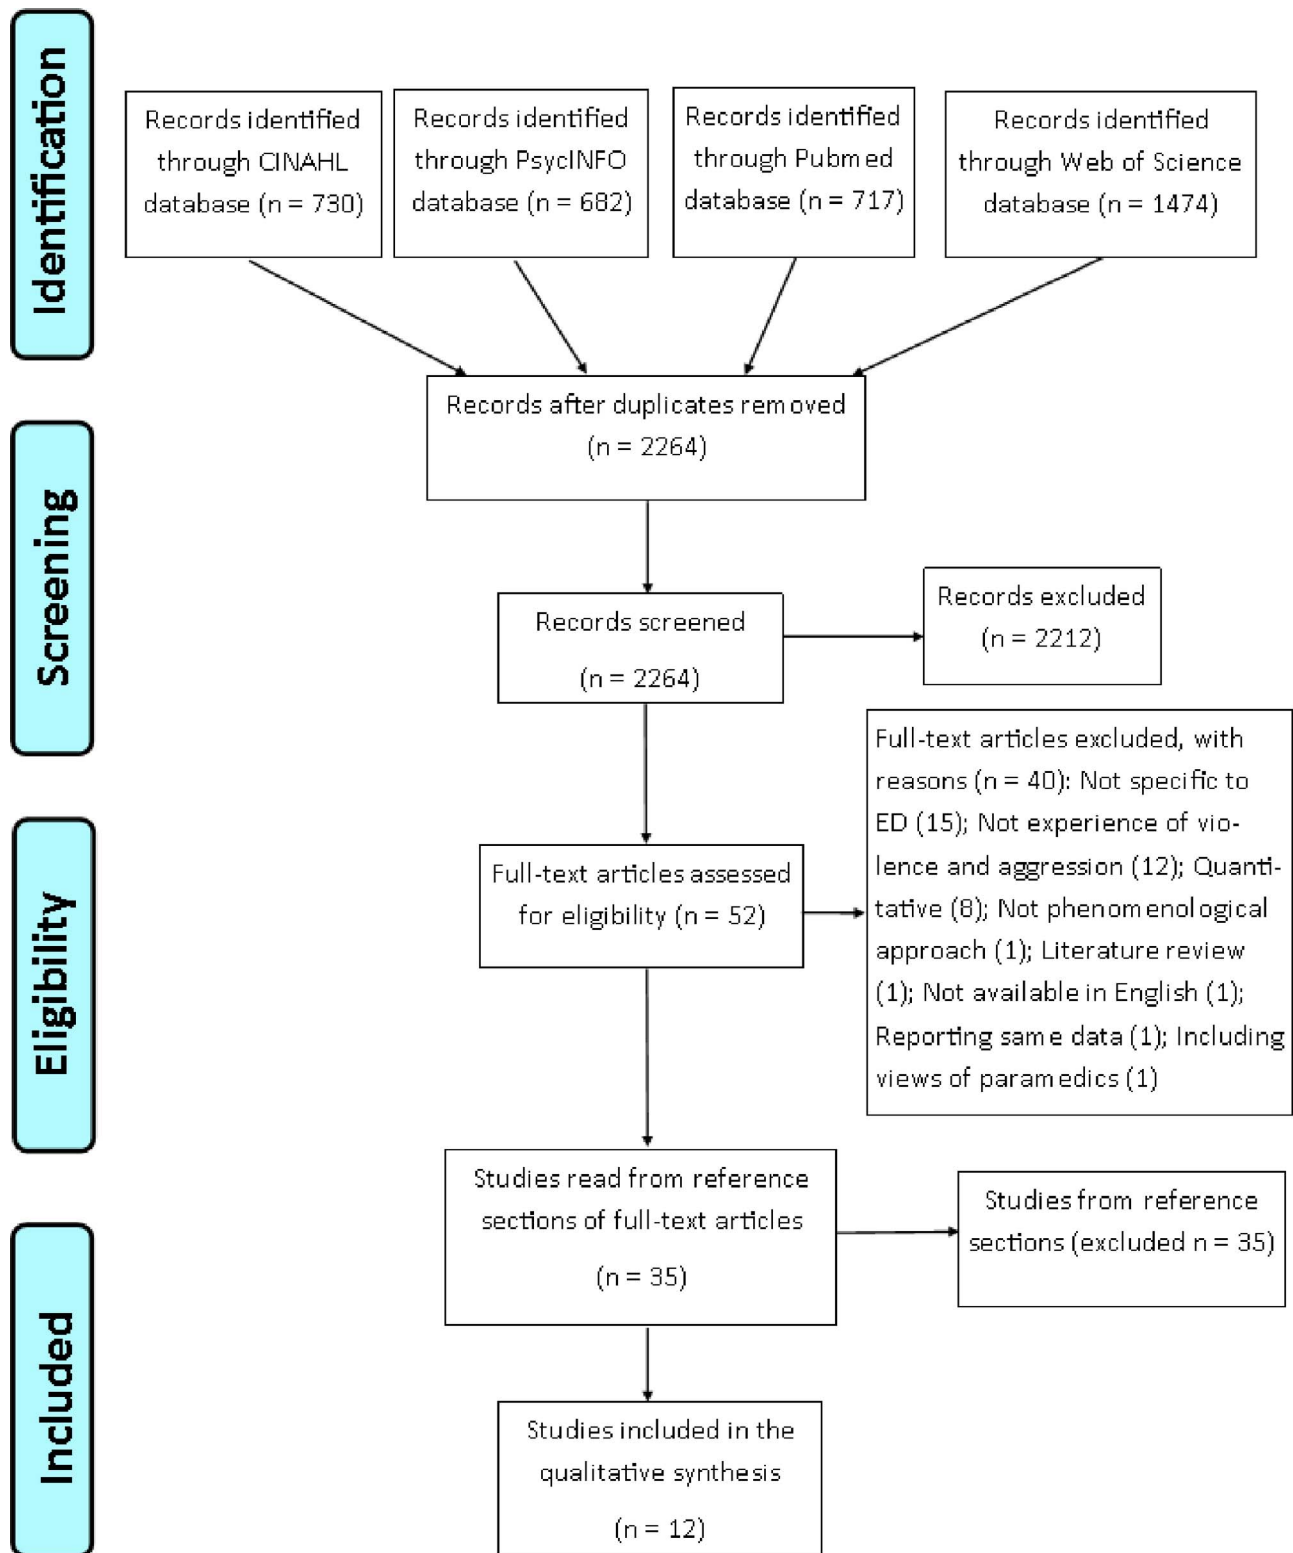 Identification
Records identified
through CINAHL
database (n = 730)
Records identified
through PsycINFO
database (n = 682)
Records identified
through Pubmed
database (n = 717)
Records identified
through Web of Science
database (n = 1474)
Records after duplicates removed
(n = 2264)
Screening
Records screened
(n = 2264)
Records excluded
(n = 2212)
Eligibility
Full-text articles assessed
for eligibility (n = 52)
Full-text articles excluded, with
reasons (n = 40): Not specific to
ED (15); Not experience of vio-
lence and aggression (12); Quanti-
tative (8); Not phenomenological
approach (1); Literature review
(1); Not available in English (1);
Reporting same data (1); Including
views of paramedics (1)
Studies read from reference
sections of full-text articles
(n = 35)
Studies from reference
sections (excluded n = 35)
Included
Studies included in the
qualitative synthesis
(n = 12)